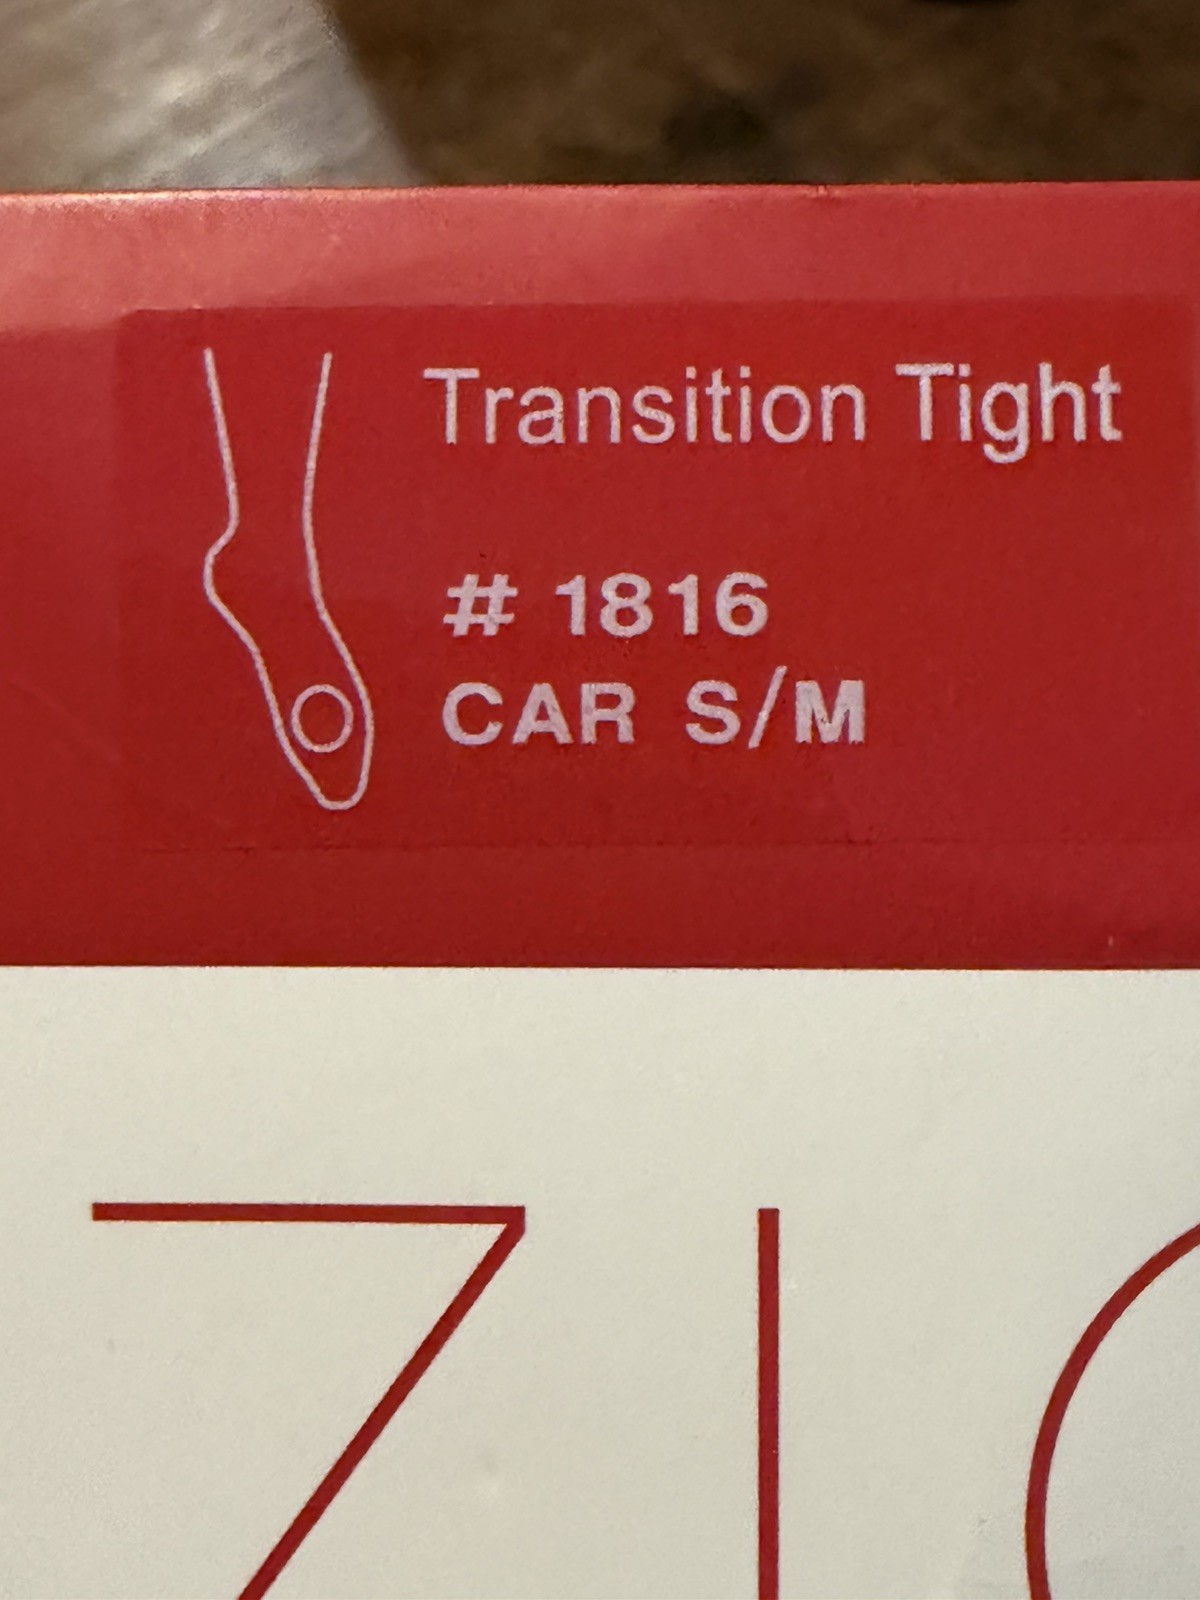 Transition Tight
# 1816
CAR S/M